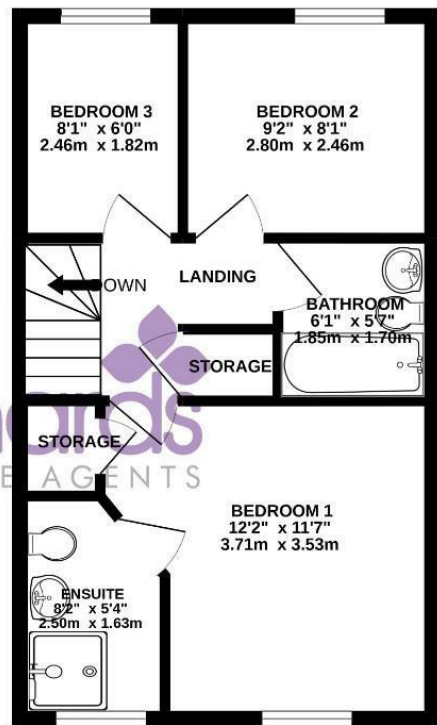 BEDROOM 3
8'1" x 6'0"
2.46m x 1.82m
BEDROOM 2
9'2" x 8'1"
2.80m x 2.46m
DOWN
LANDING
BATHROOM
6'1" x 5'7"
1.85m x 1.70m
STORAGE
STORAGE
AGENTS
BEDROOM 1
12'2" x 11'7"
3.71m x 3.53m
ENSUITE
8'2" x 5'4"
2.50m x 1.63m